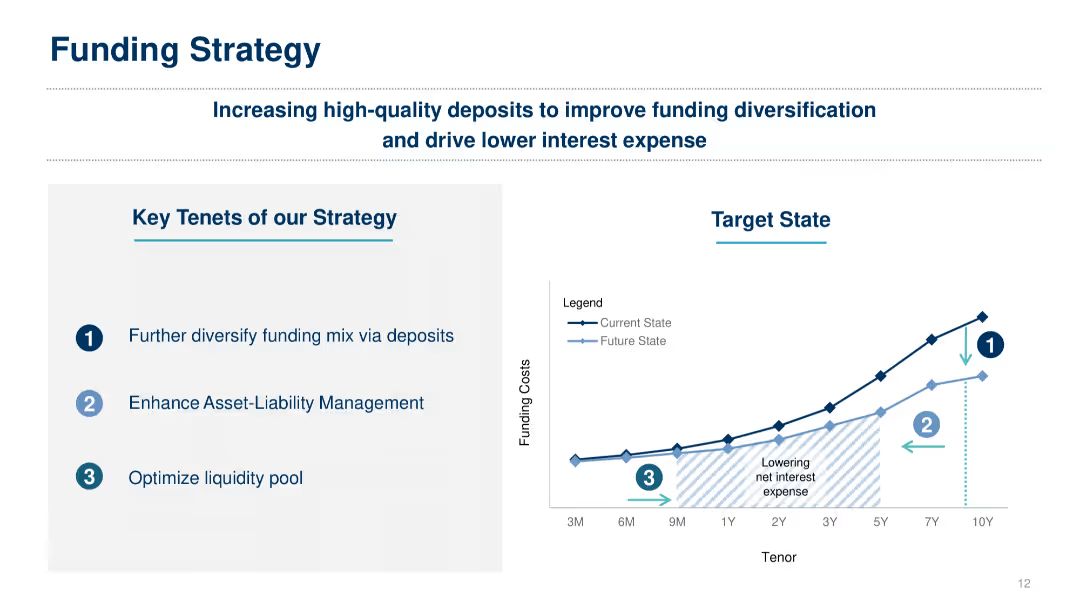 Funding Strategy
Increasing high-quality deposits to improve funding diversification
and drive lower interest expense
Key Tenets of our Strategy
1 Further diversify funding mix via deposits
2 Enhance Asset-Liability Management
3 Optimize liquidity pool
Target State
Legend
Current State
Future State
Funding Costs
1
2
3
Lowering
net interest
expense
3M 6M 9M 1Y 2Y 3Y 5Y 7Y 10Y
Tenor
12